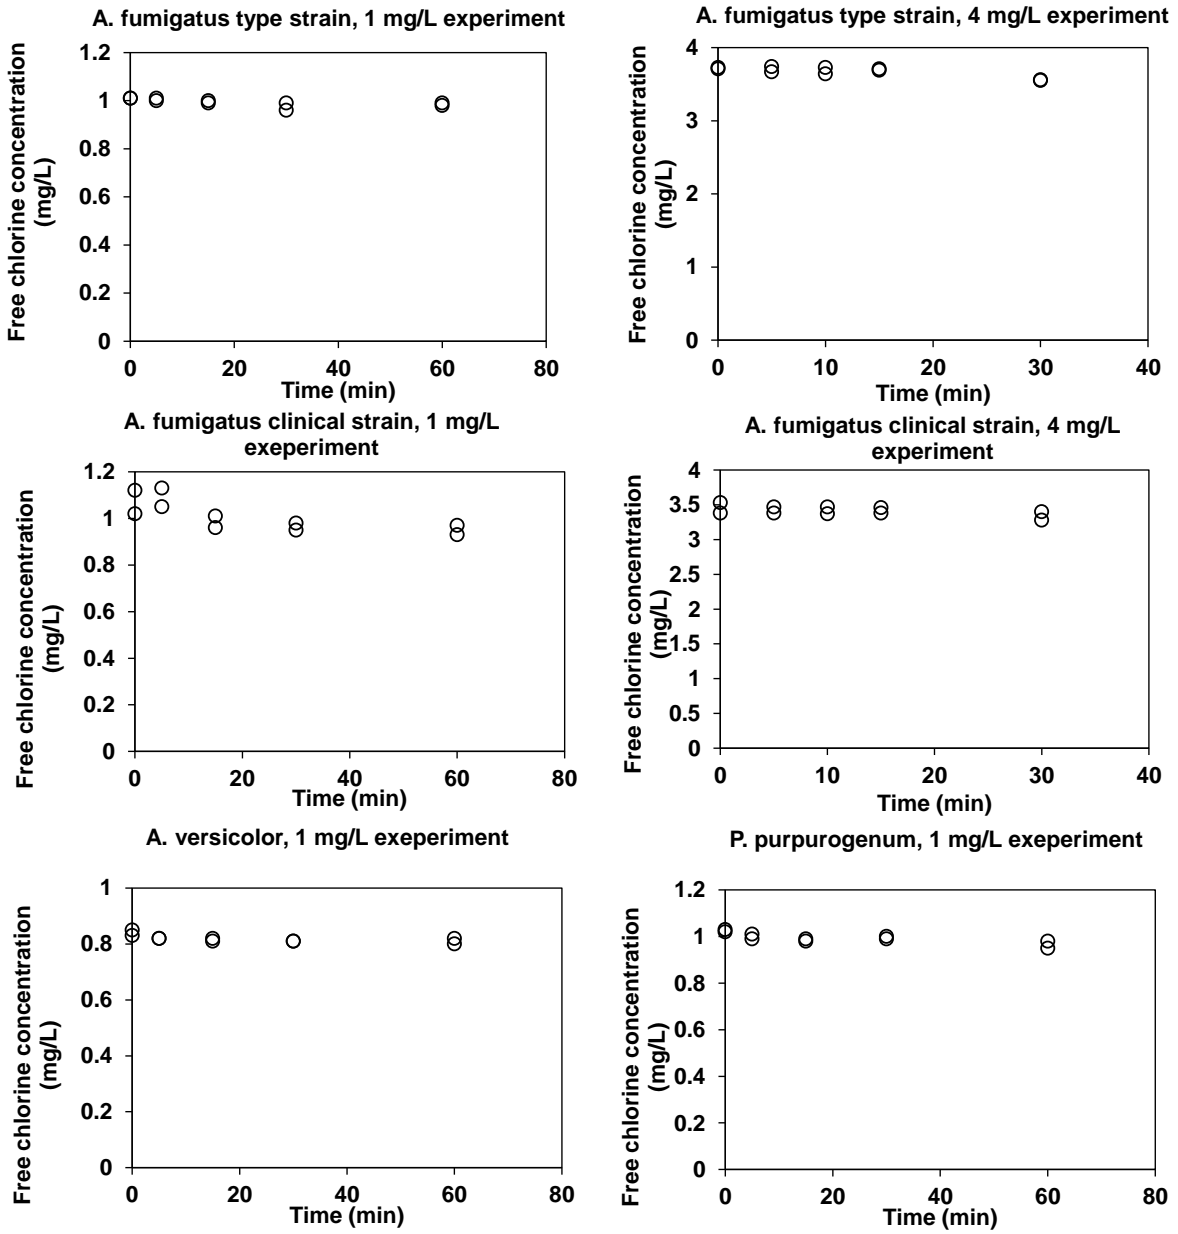 A. fumigatus type strain, 1 mg/L experiment
1.2
1
0.8
0.6
0.4
0.2
0
0 20 40 60 80
Time (min)
Free chlorine concentration
(mg/L)
A. fumigatus type strain, 4 mg/L experiment
4
3
2
1
0
0 10 20 30 40
Time (min)
Free chlorine concentration
(mg/L)
A. fumigatus clinical strain, 1 mg/L
exeperiment
1.2
1
0.8
0.6
0.4
0.2
0
0 20 40 60 80
Time (min)
Free chlorine concentration
(mg/L)
A. fumigatus clinical strain, 4 mg/L
experiment
4
3.5
3
2.5
2
1.5
1
0.5
0
0 10 20 30 40
Time (min)
Free chlorine concentration
(mg/L)
A. versicolor, 1 mg/L exeperiment
1
0.8
0.6
0.4
0.2
0
0 20 40 60 80
Free chlorine concentration
(mg/L)
P. purpurogenum, 1 mg/L exeperiment
1.2
1
0.8
0.6
0.4
0.2
0
0 20 40 60 80
Time (min)
Free chlorine concentration
(mg/L)